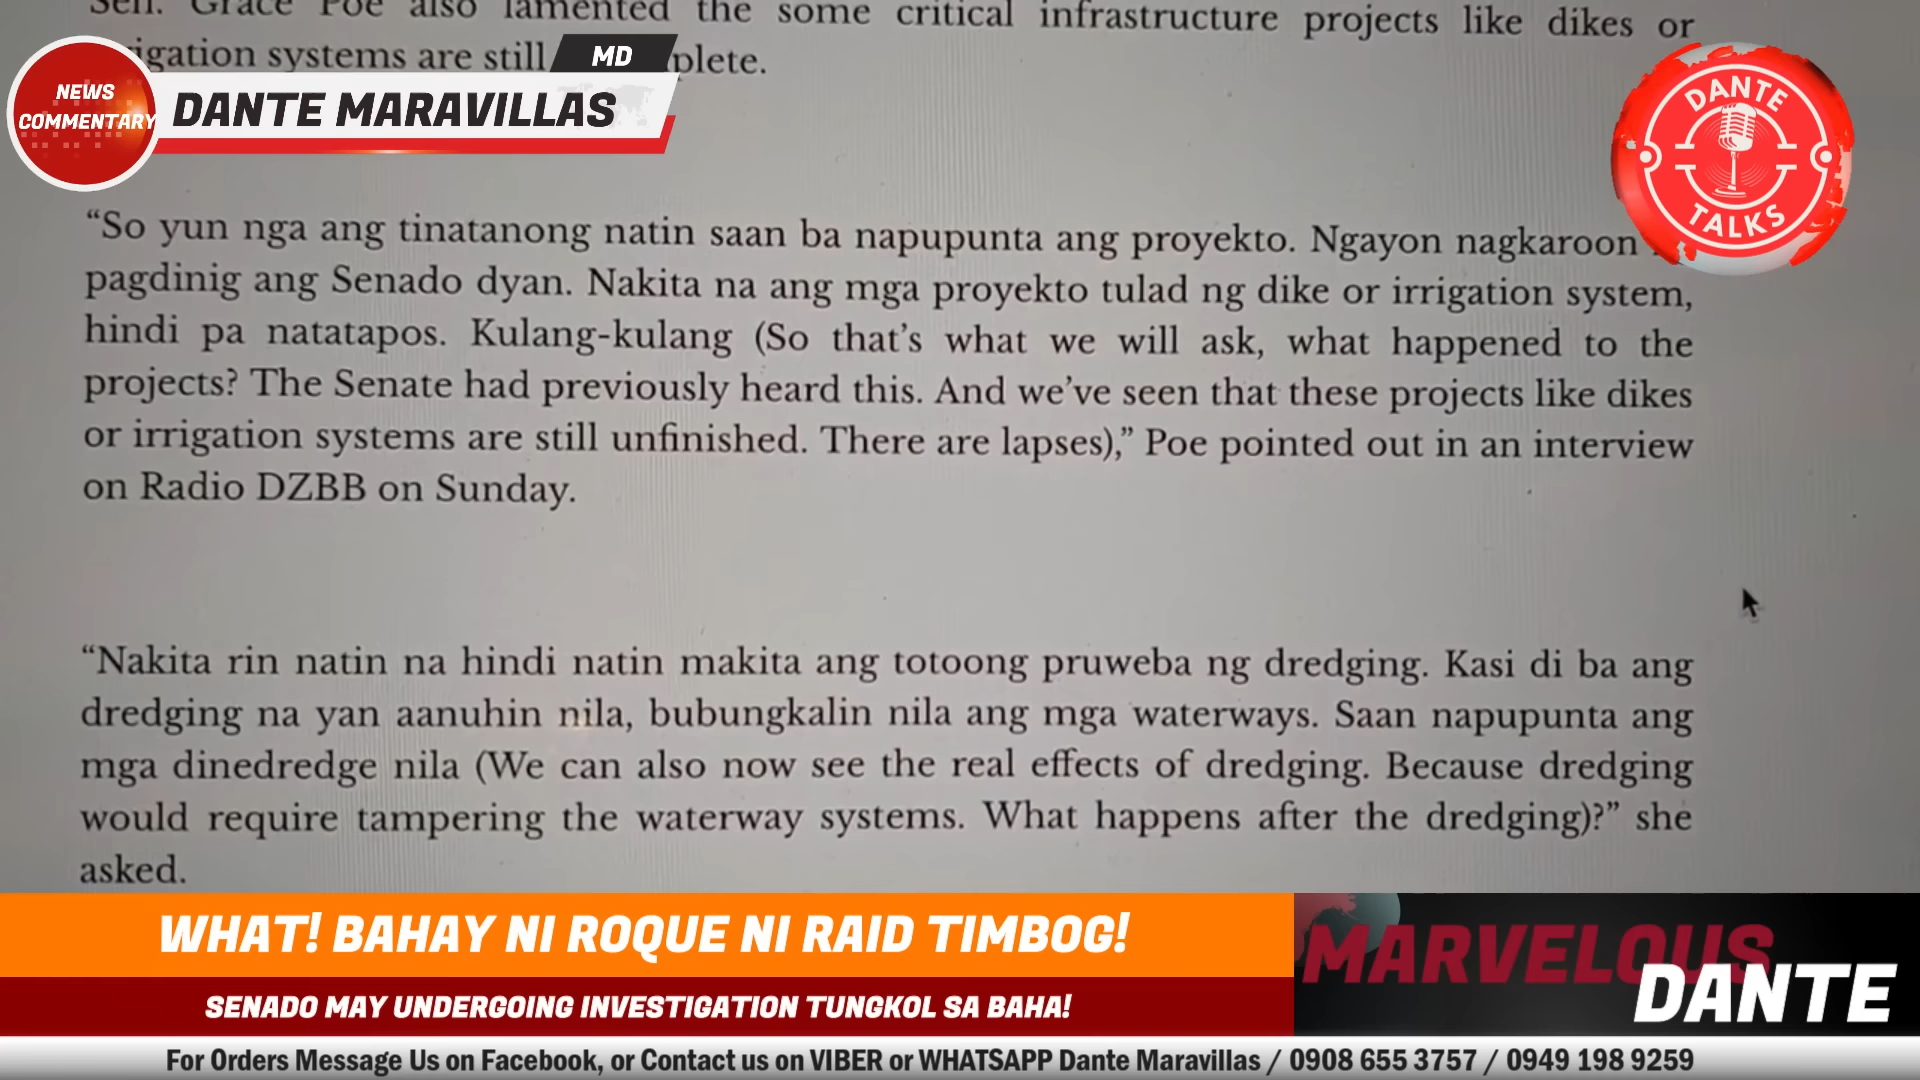 Sen. Grace Poe also lamented the some critical infrastructure projects like dikes or
systems are still
MD
NEWS
COMMENTARY
DANTE MARAVILLAS
DANTE
TALKS
“So yun nga ang tinatanong natin saan ba napupunta ang proyekto. Ngayon nagkaroon
pagdinig ang Senado dyan. Nakita na ang mga proyekto tulad ng dike or irrigation system,
hindi pa natatapos. Kulang-kulang (So that’s what we will ask, what happened to the
projects? The Senate had previously heard this. And we’ve seen that these projects like dikes
or irrigation systems are still unfinished. There are lapses),” Poe pointed out in an interview
on Radio DZBB on Sunday.
“Nakita rin natin na hindi natin makita ang totoong pruweba ng dredging. Kasi di ba ang
dredging na yan aanuhin nila, bubungkalin nila ang mga waterways. Saan napupunta ang
mga dinedredge nila (We can also now see the real effects of dredging. Because dredging
would require tampering the waterway systems. What happens after the dredging)?” she
asked.
WHAT! BAHAY NI ROQUE NI RAID TIMBOG!
SENADO MAY UNDERGOING INVESTIGATION TUNGKOL SA BAHA!
MARVELOUS
DANTE
For Orders Message Us on Facebook, or Contact us on VIBER or WHATSAPP Dante Maravillas / 0908 655 3757 / 0949 198 9259